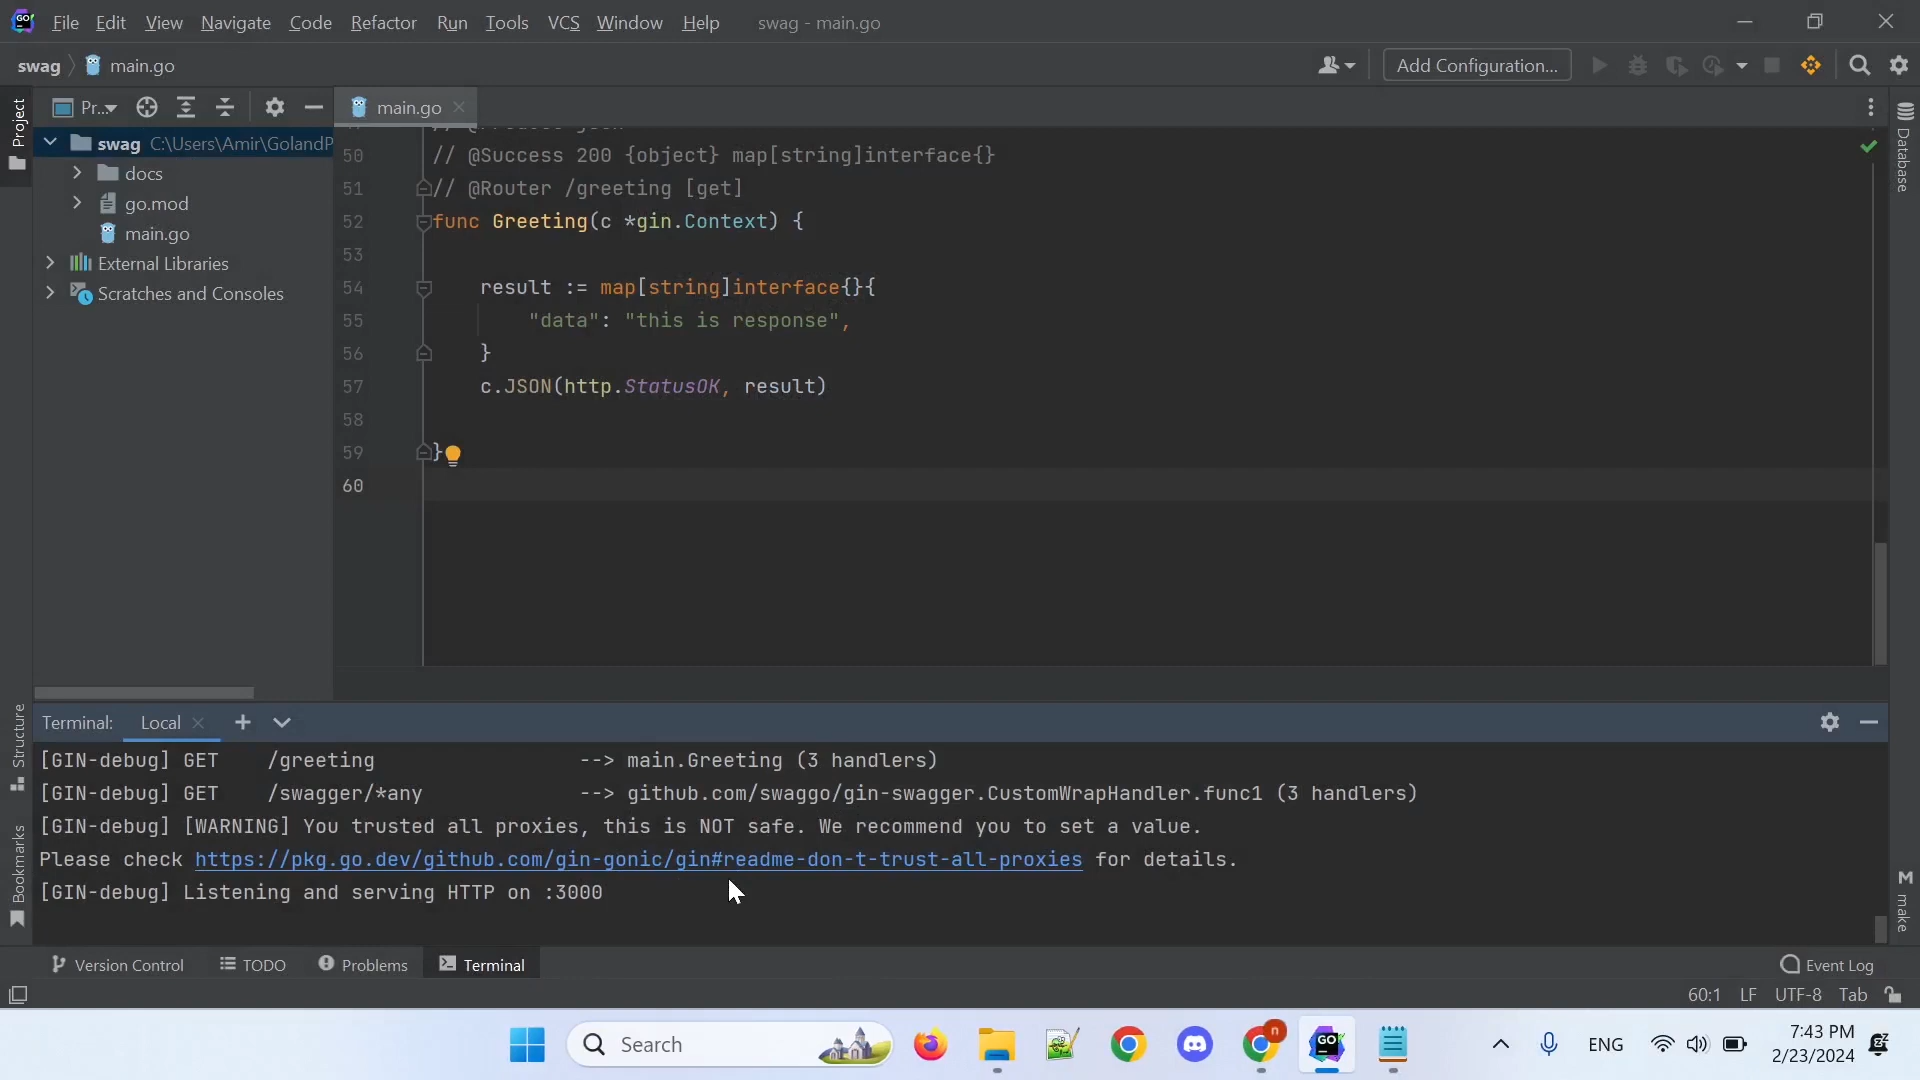 File Edit View Navigate Code Refactor Run Tools VCS Window Help swag - main.go
swag main.go Add Configuration...
Project
Pr... main.go
swag C:\Users\Amir\GolandP
docs
go.mod
main.go
External Libraries
Scratches and Consoles
50 // @Success 200 {object} map[string]interface{}
51 // @Router /greeting [get]
52 func Greeting(c *gin.Context) {
53
54 result := map[string]interface{}{
55 "data": "this is response",
56 }
57 c.JSON(http.StatusOK, result)
58
59 }
60
Database
Structure
Bookmarks
make
Terminal: Local
[GIN-debug] GET /greeting --> main.Greeting (3 handlers)
[GIN-debug] GET /swagger/*any --> github.com/swaggo/gin-swagger.CustomWrapHandler.func1 (3 handlers)
[GIN-debug] [WARNING] You trusted all proxies, this is NOT safe. We recommend you to set a value.
Please check https://pkg.go.dev/github.com/gin-gonic/gin#readme-don-t-trust-all-proxies for details.
[GIN-debug] Listening and serving HTTP on :3000
Version Control TODO Problems Terminal Event Log
60:1 LF UTF-8 Tab
Search ENG 7:43 PM
2/23/2024